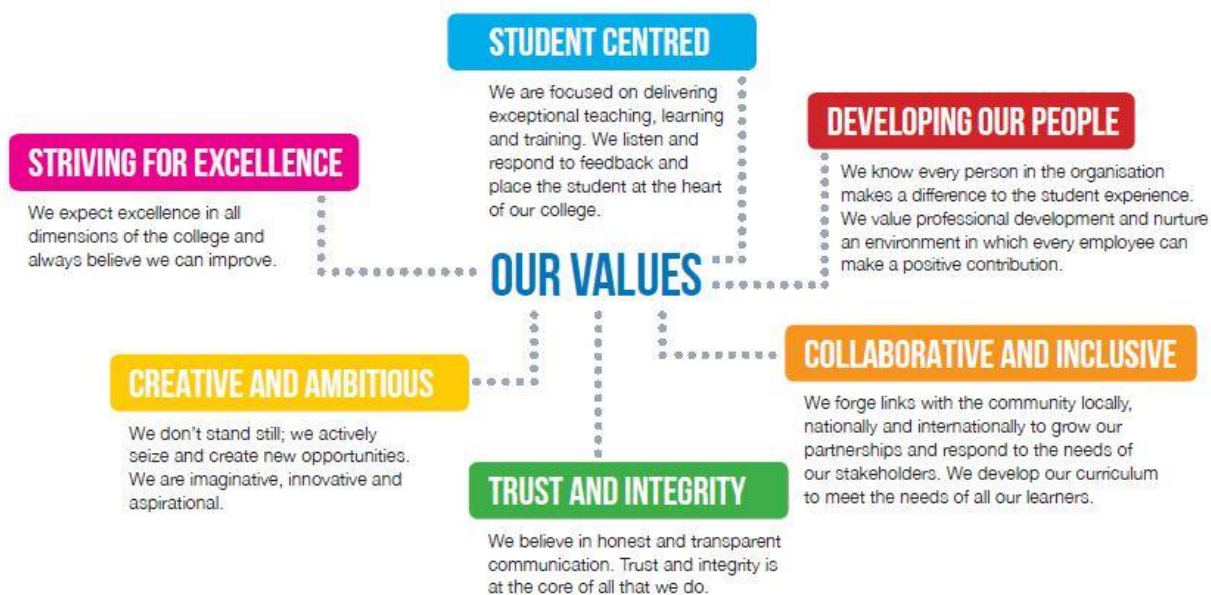 STUDENT CENTRED
We are focused on delivering
exceptional teaching, learning
and training. We listen and
respond to feedback and
place the student at the heart
of our college.
DEVELOPING OUR PEOPLE
We know every person in the organisation
makes a difference to the student experience.
We value professional development and nurture
an environment in which every employee can
make a positive contribution.
STRIVING FOR EXCELLENCE
We expect excellence in all
dimensions of the college and
always believe we can improve.
OUR VALUES
CREATIVE AND AMBITIOUS
We don't stand still; we actively
seize and create new opportunities.
We are imaginative, innovative and
aspirational.
COLLABORATIVE AND INCLUSIVE
We forge links with the community locally,
nationally and internationally to grow our
partnerships and respond to the needs of
our stakeholders. We develop our curriculum
to meet the needs of all our learners.
TRUST AND INTEGRITY
We believe in honest and transparent
communication. Trust and integrity is
at the core of all that we do.